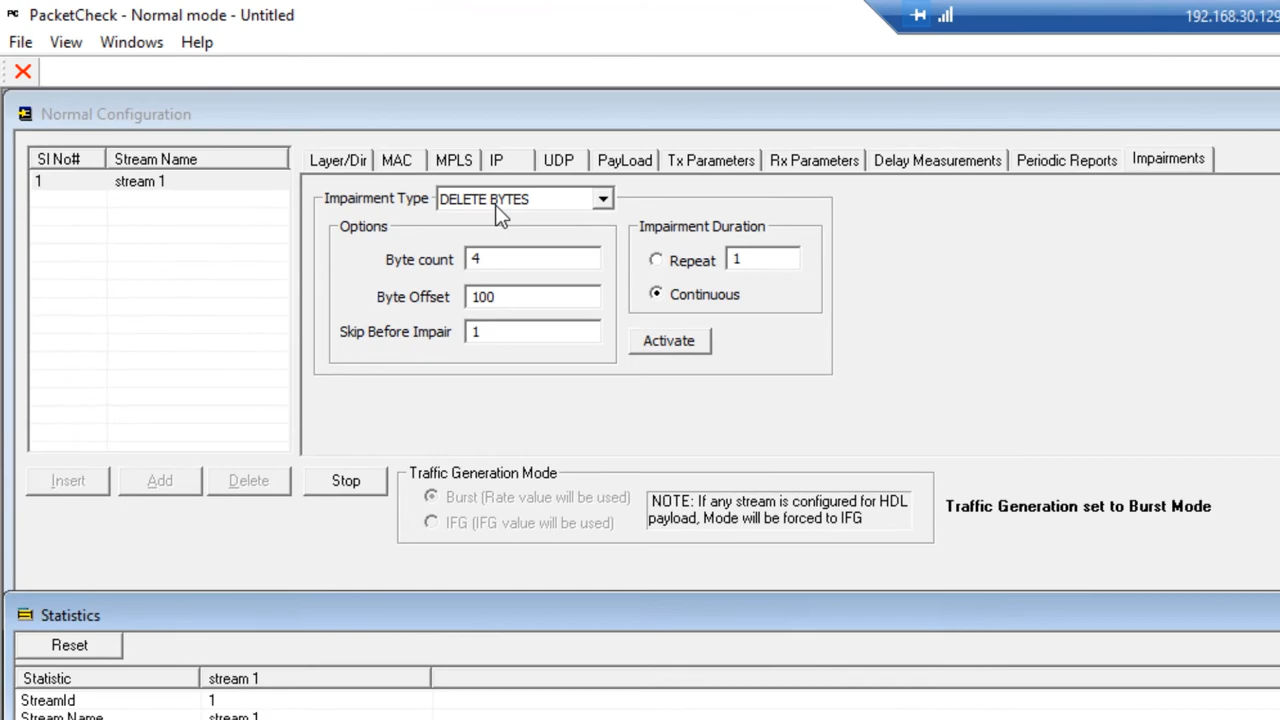 PC PacketCheck - Normal mode - Untitled
192.168.30.129
File View Windows Help
Normal Configuration
Sl No# Stream Name
1 stream 1
Layer/Dir MAC MPLS IP UDP PayLoad Tx Parameters Rx Parameters Delay Measurements Periodic Reports Impairments
Impairment Type DELETE BYTES
Options
Byte count 4
Byte Offset 100
Skip Before Impair 1
Impairment Duration
Repeat 1
Continuous
Activate
Insert Add Delete Stop
Traffic Generation Mode
Burst (Rate value will be used)
IFG (IFG value will be used)
NOTE: If any stream is configured for HDL
payload, Mode will be forced to IFG
Traffic Generation set to Burst Mode
Statistics
Reset
Statistic stream 1
StreamId 1
Stream Name stream 1